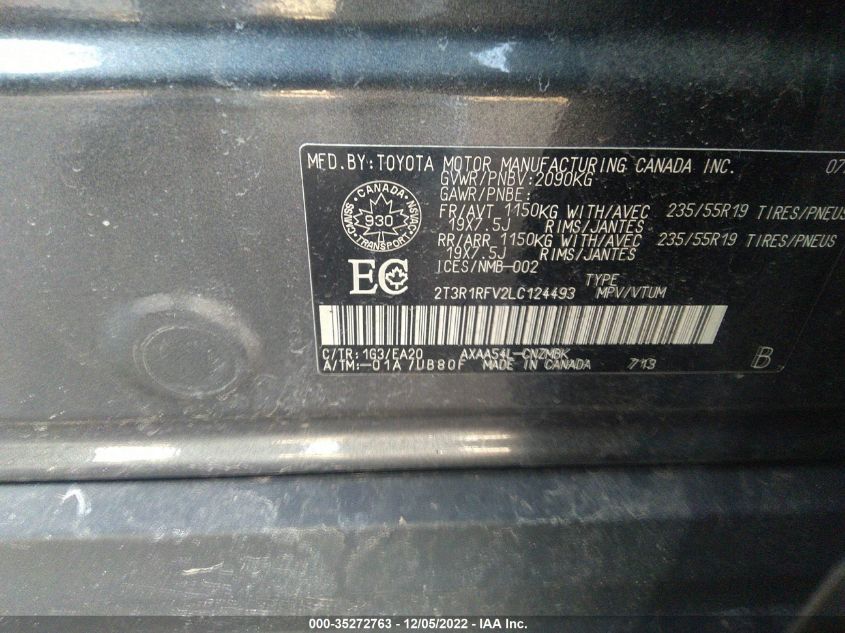 MFD.BY:TOYOTA MOTOR MANUFACTURING CANADA INC. 07
GVWR/PNBV:2090KG
GAWR/PNBE:
FR/AVT 1150KG WITH/AVEC 235/55R19 TIRES/PNEUS
19X7.5J RIMS/JANTES
RR/ARR 1150KG WITH/AVEC 235/55R19 TIRES/PNEUS
19X7.5J RIMS/JANTES
ICES/NMB-002
CANADA
930
TRANSPORT
EC
TYPE
2T3R1RFV2LC124493 MPV/VTUM
C/TR:1G3/EA20 AXAA54L-CNZMBK
A/TM:-01A/UB80F MADE IN CANADA 713 B
000-35272763 - 12/05/2022 - IAA Inc.